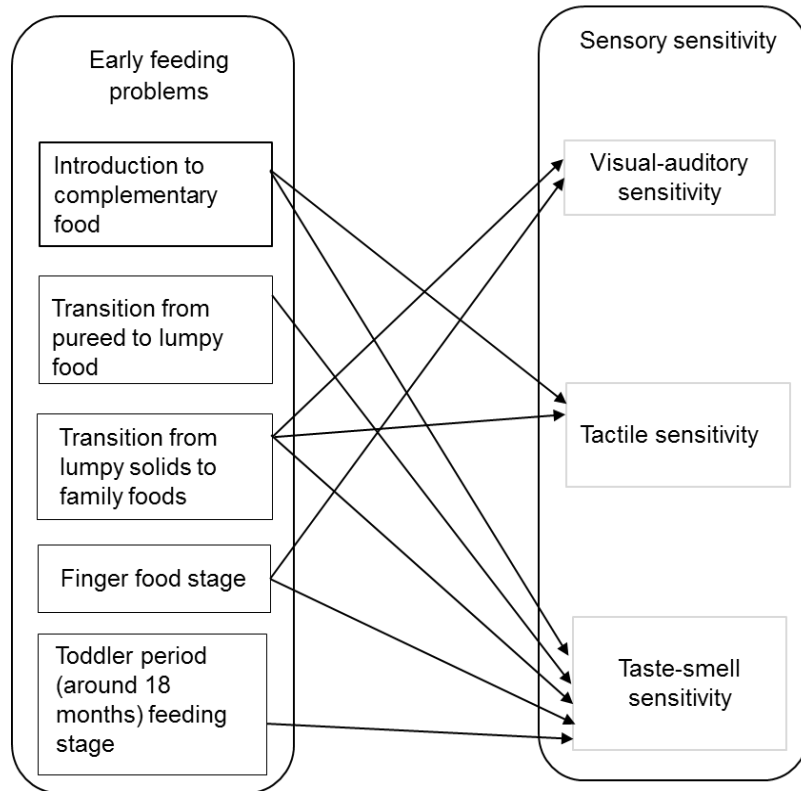 Early feeding
problems
Introduction to
complementary
food
Transition from
pureed to lumpy
food
Transition from
lumpy solids to
family foods
Finger food stage
Toddler period
(around 18
months) feeding
stage
Sensory sensitivity
Visual-auditory
sensitivity
Tactile sensitivity
Taste-smell
sensitivity